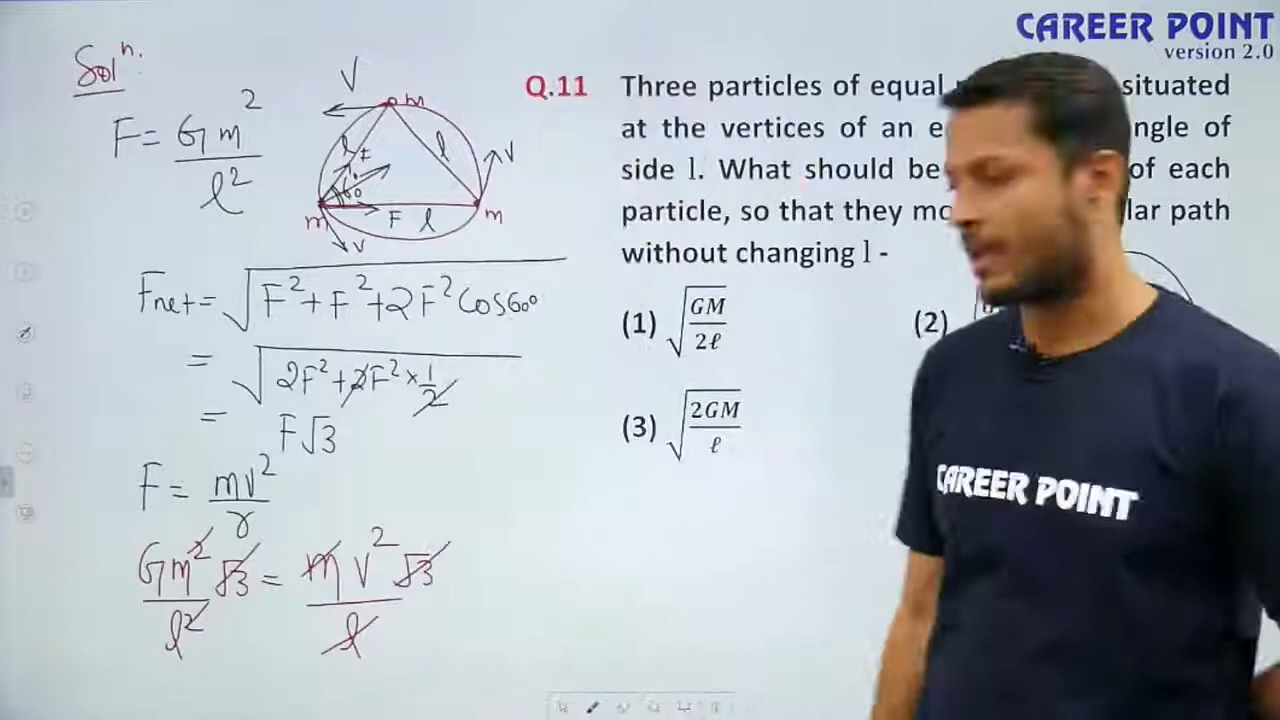 CAREER POINT
version 2.0
Solⁿ:
F = Gm²/l²
V
m
l
l
F
60
V
m
F l
m
V
Fnet = √(F² + F² + 2F² cos60°)
= √(2F² + 2F² × 1/2)
= F√3
F = mv²/r
Gm²/l² √3 = mv²√3/l
Q.11 Three particles of equal situated
at the vertices of an ngle of
side l. What should be of each
particle, so that they lar path
without changing l -
(1) √(GM/2ℓ)
(2)
(3) √(2GM/ℓ)
CAREER POINT